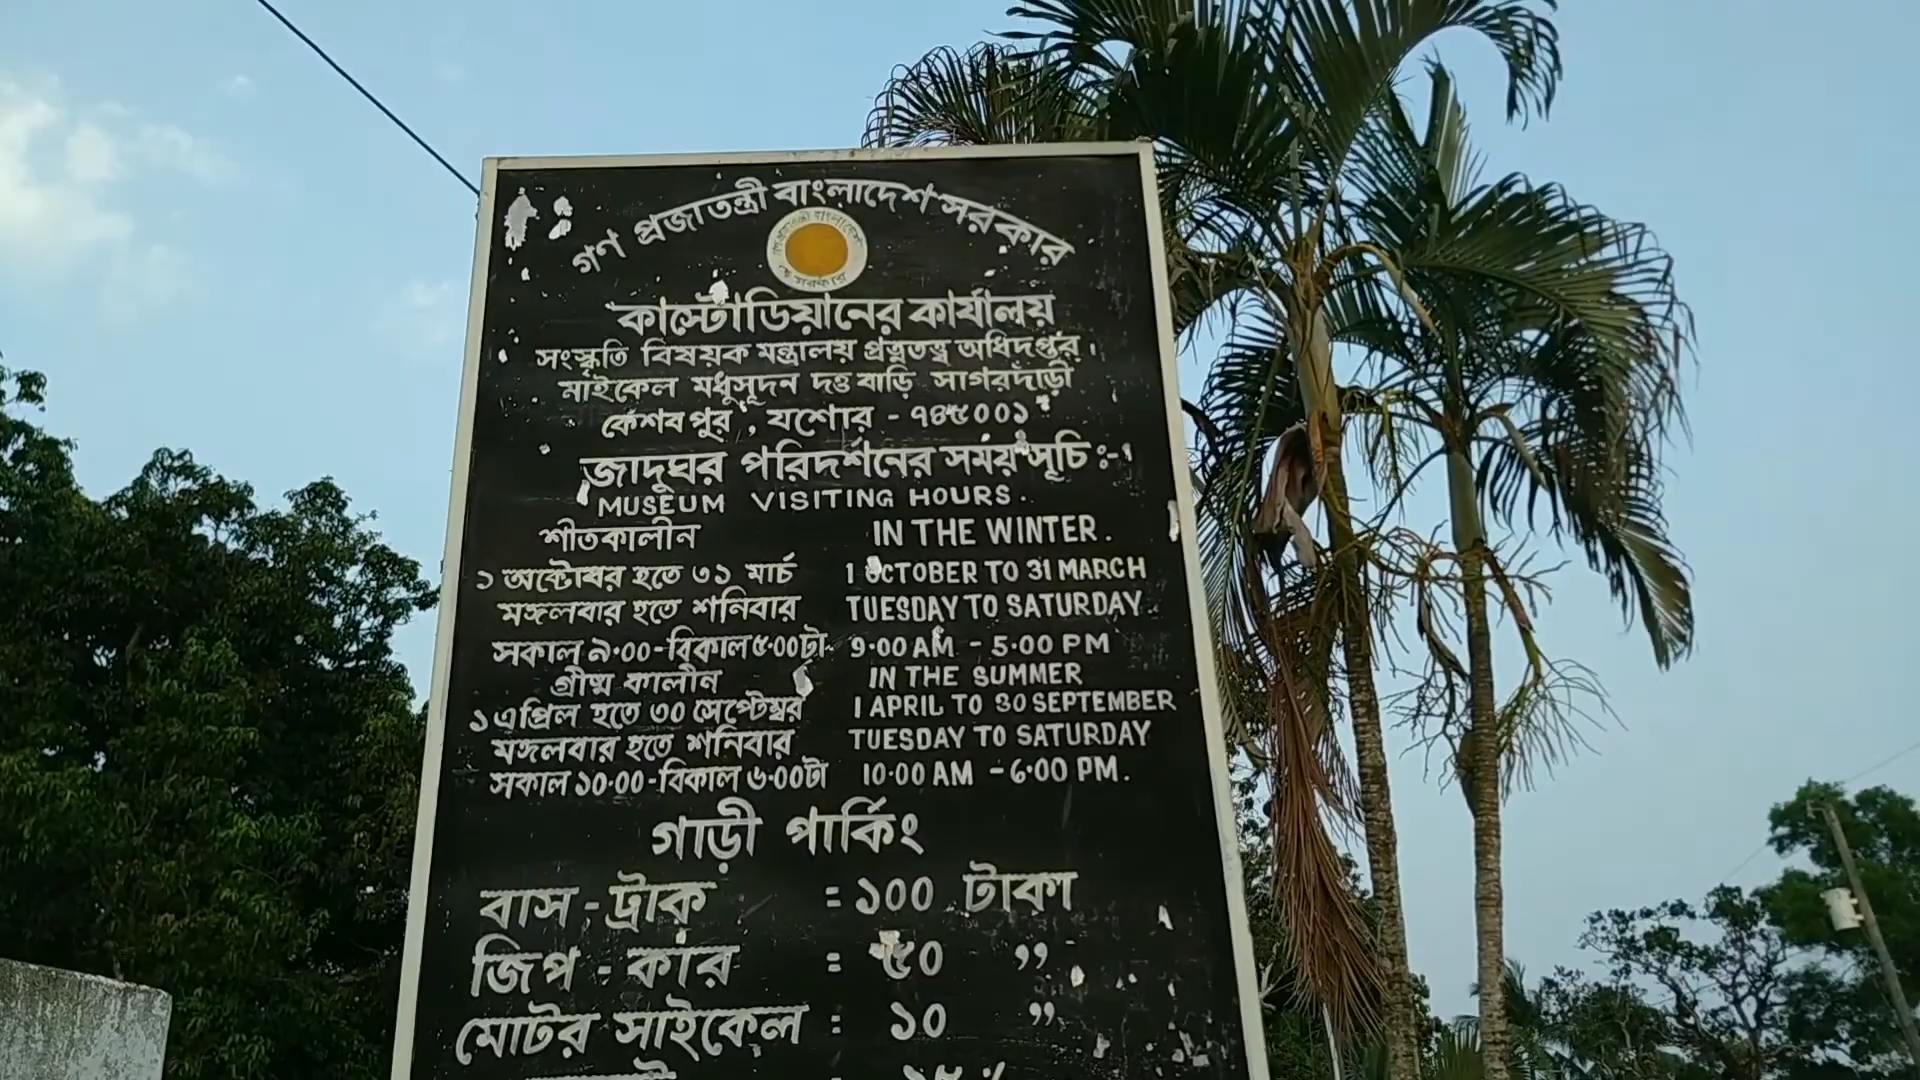 গণ প্রজাতন্ত্রী বাংলাদেশ সরকার
কাস্টোডিয়ানের কার্যালয়
সংস্কৃতি বিষয়ক মন্ত্রালয় প্রত্নতত্ত্ব অধিদপ্তর।
মাইকেল মধুসূদন দত্ত বাড়ি সাগরদাঁড়ী
কেশবপুর, যশোর - ৭৪৫০০১
জাদুঘর পরিদর্শনের সময় সূচি :-
MUSEUM VISITING HOURS.
শীতকালীন IN THE WINTER.
১ অক্টোবর হতে ৩১ মার্চ 1 OCTOBER TO 31 MARCH
মঙ্গলবার হতে শনিবার TUESDAY TO SATURDAY.
সকাল ৯·০০-বিকাল ৫·০০টা 9·00 AM - 5:00 PM
গ্রীষ্ম কালীন IN THE SUMMER
১ এপ্রিল হতে ৩০ সেপ্টেম্বর 1 APRIL TO 30 SEPTEMBER
মঙ্গলবার হতে শনিবার TUESDAY TO SATURDAY
সকাল ১০·০০-বিকাল ৬·০০টা 10·00 AM - 6:00 PM.
গাড়ী পার্কিং
বাস - ট্রাক : ১০০ টাকা
জিপ - কার : ৫০ ,,
মোটর সাইকেল : ১০ ,,